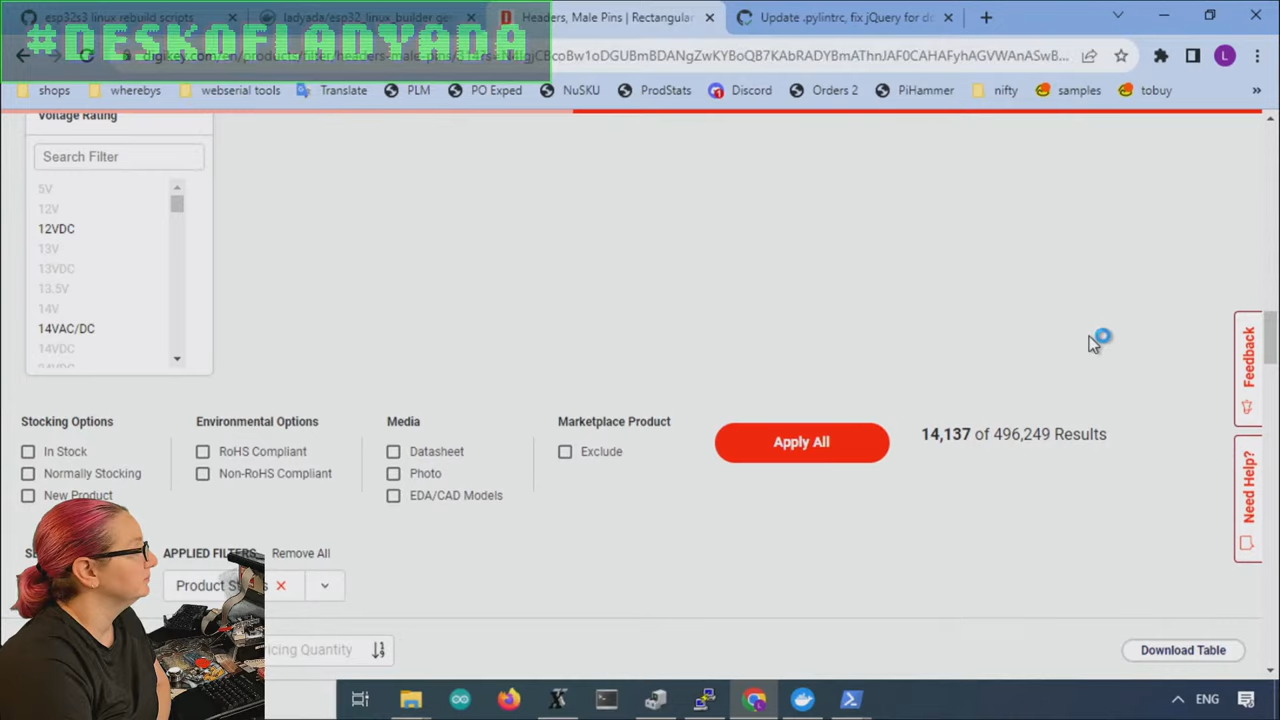 esp32s3 linux rebuild scripts
ladyada/esp32_linux_builder ge
Headers, Male Pins | Rectangular
Update .pylintrc, fix jQuery for do
#DESKOFLADYADA
L
shops
wherebys
webserial tools
Translate
PLM
PO Exped
NuSKU
ProdStats
Discord
Orders 2
PiHammer
nifty
samples
tobuy
»
Voltage Rating
Search Filter
5V
12V
12VDC
13V
13VDC
13.5V
14V
14VAC/DC
14VDC
24VDC
Feedback
Need Help?
Stocking Options
In Stock
Normally Stocking
New Product
Environmental Options
RoHS Compliant
Non-RoHS Compliant
Media
Datasheet
Photo
EDA/CAD Models
Marketplace Product
Exclude
Apply All
14,137 of 496,249 Results
APPLIED FILTERS
Remove All
Product
Quantity
Download Table
ENG